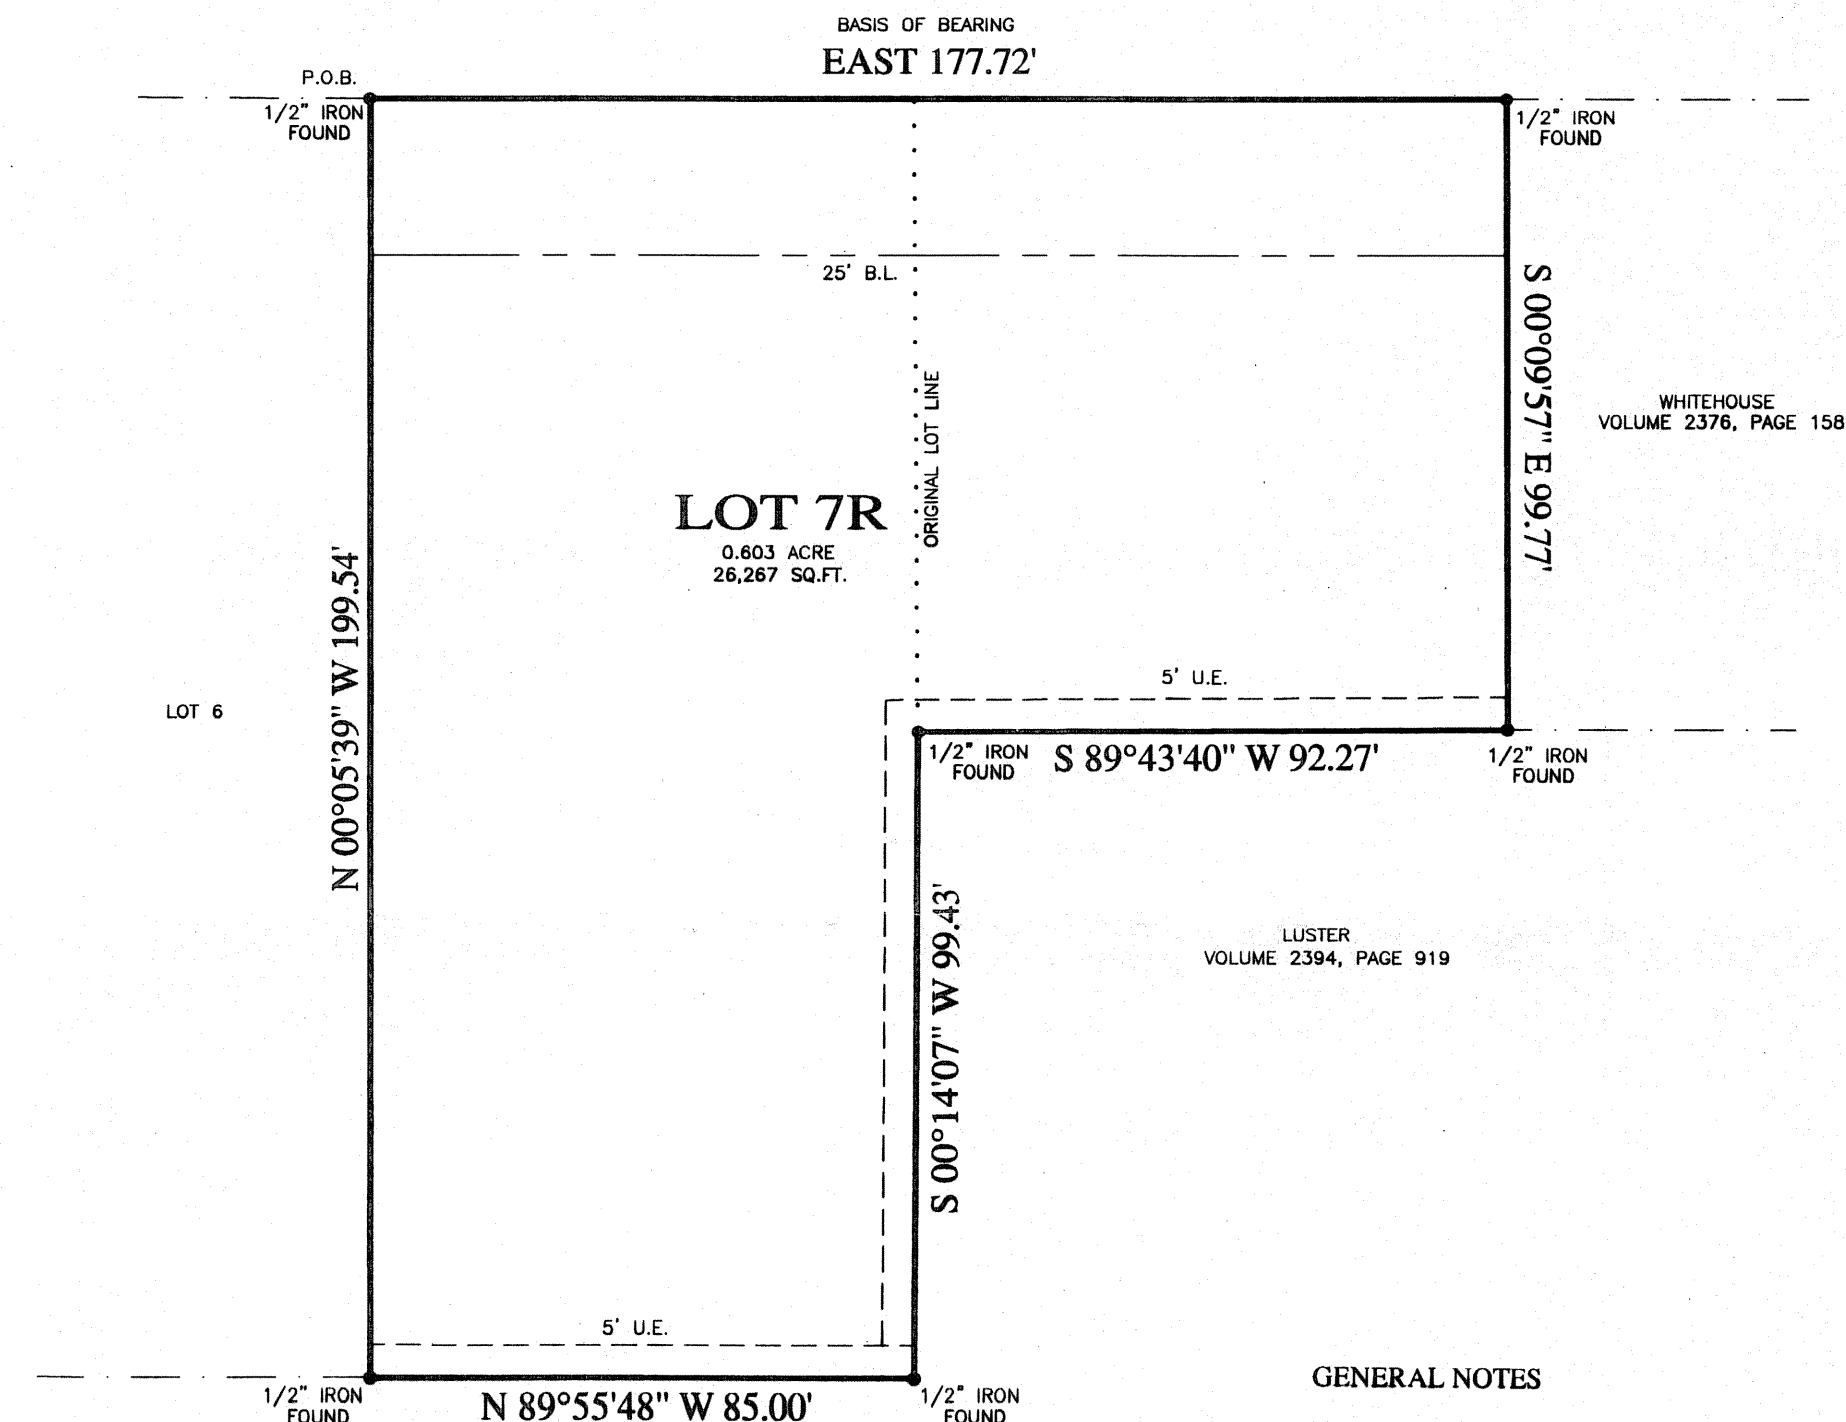 BASIS OF BEARING
EAST 177.72'
P.O.B.
1/2" IRON
FOUND
1/2" IRON
FOUND
25' B.L.
ORIGINAL LOT LINE
S 00°09'57" E 99.77'
WHITEHOUSE
VOLUME 2376, PAGE 158
LOT 7R
0.603 ACRE
26,267 SQ.FT.
N 00°05'39" W 199.54'
LOT 6
5' U.E.
1/2" IRON
FOUND
S 89°43'40" W 92.27'
1/2" IRON
FOUND
S 00°14'07" W 99.43'
LUSTER
VOLUME 2394, PAGE 919
5' U.E.
1/2" IRON
FOUND
N 89°55'48" W 85.00'
1/2" IRON
FOUND
GENERAL NOTES